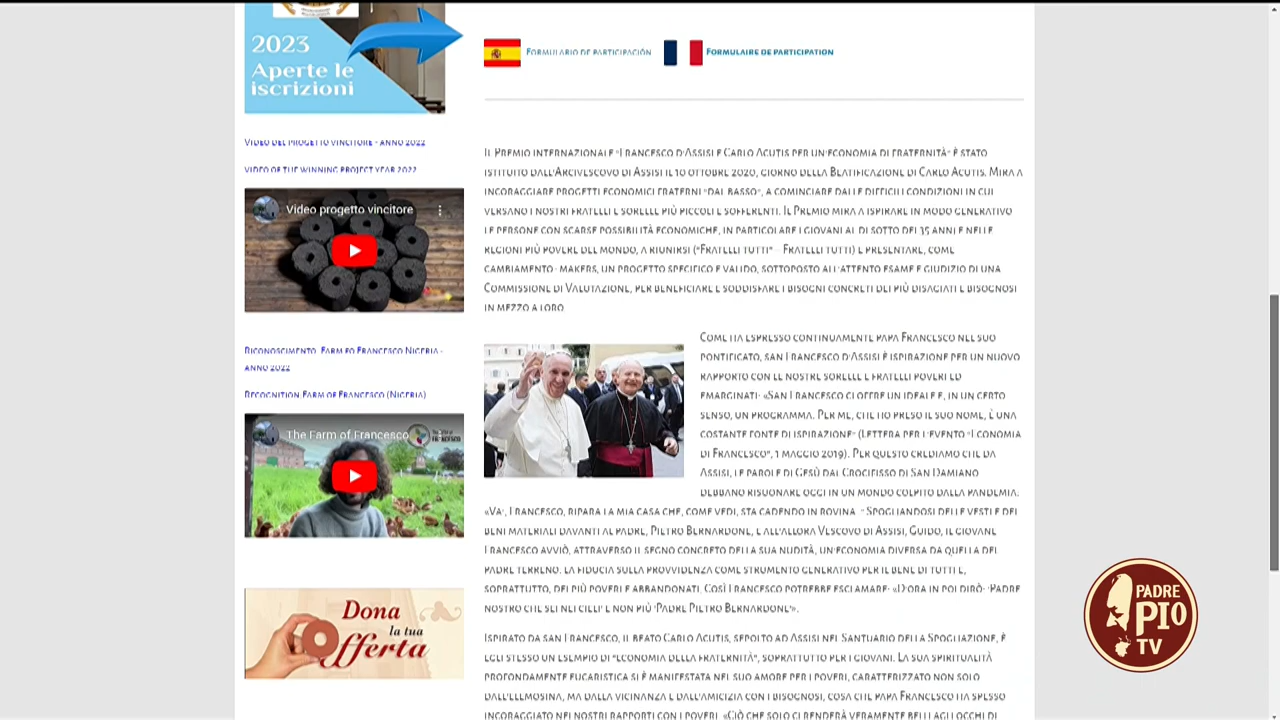 2023
Aperte le
iscrizioni
Formulario de participación
Formulaire de participation
Video del progetto vincitore - anno 2022
Video of the winning project year 2022
Video progetto vincitore
Riconoscimento: Farm fo Francesco Nigeria -
anno 2022
Recognition: Farm of Francesco (Nigeria)
The Farm of Francesco
Dona
la tua
offerta
Il Premio internazionale "Francesco d'Assisi e Carlo Acutis per un'economia di fraternità" è stato
istituito dall'Arcivescovo di Assisi il 10 ottobre 2020, giorno della Beatificazione di Carlo Acutis. Mira a
incoraggiare progetti economici fraterni "dal basso", a cominciare dalle difficili condizioni in cui
versano i nostri fratelli e sorelle più piccoli e sofferenti. Il Premio mira a ispirare in modo generativo
le persone con scarse possibilità economiche, in particolare i giovani al di sotto dei 35 anni e nelle
regioni più povere del mondo, a riunirsi ("Fratelli tutti" – Fratelli tutti) e presentare, come
cambiamento- makers, un progetto specifico e valido, sottoposto all'attento esame e giudizio di una
Commissione di Valutazione, per beneficiare e soddisfare i bisogni concreti dei più disagiati e bisognosi
in mezzo a loro
Come ha espresso continuamente Papa Francesco nel suo
pontificato, san Francesco d'Assisi è ispirazione per un nuovo
rapporto con le nostre sorelle e fratelli poveri ed
emarginati: «San Francesco ci offre un ideale e, in un certo
senso, un programma. Per me, che ho preso il suo nome, è una
costante fonte di ispirazione" (Lettera per l'evento "Economia
di Francesco", 1 maggio 2019). Per questo crediamo che da
Assisi, le parole di Gesù dal Crocifisso di San Damiano
debbano risuonare oggi in un mondo colpito dalla pandemia:
«Va', Francesco, ripara la mia casa che, come vedi, sta cadendo in rovina ." Spogliandosi delle vesti e dei
beni materiali davanti al padre, Pietro Bernardone, e all'allora Vescovo di Assisi, Guido, il giovane
Francesco avviò, attraverso il segno concreto della sua nudità, un'economia diversa da quella del
padre terreno. La fiducia sulla provvidenza come strumento generativo per il bene di tutti e,
soprattutto, dei più poveri e abbandonati. Così Francesco potrebbe esclamare: «D'ora in poi dirò: 'Padre
nostro che sei nei cieli' e non più 'Padre Pietro Bernardone'».
Ispirato da san Francesco, il beato Carlo Acutis, sepolto ad Assisi nel Santuario della Spogliazione, è
egli stesso un esempio di "economia della fraternità", soprattutto per i giovani. La sua spiritualità
profondamente eucaristica si è manifestata nel suo amore per i poveri, caratterizzato non solo
dall'elemosina, ma dalla vicinanza e dall'amicizia con i bisognosi, cosa che papa Francesco ha spesso
incoraggiato nei nostri rapporti con i poveri. «Ciò che solo ci renderà veramente belli agli occhi di
PADRE
PIO
TV